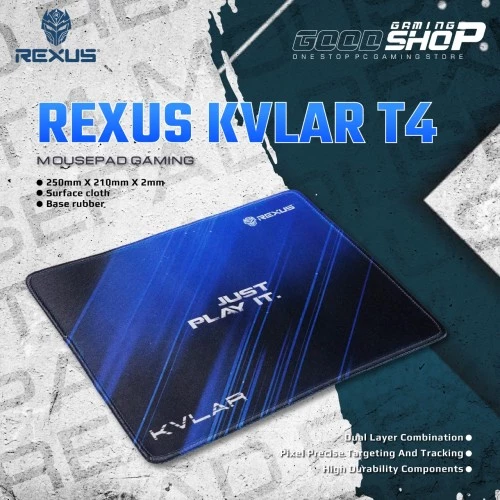 REXUS
GAMING
GOOD SHOP
ONE STOP PC GAMING STORE
REXUS KVLAR T4
MOUSEPAD GAMING
250mm X 210mm X 2mm
Surface cloth
Base rubber
REXUS
JUST
PLAY IT.
KVLAR
Dual Layer Combination
Pixel Precise Targeting And Tracking
High Durability Components